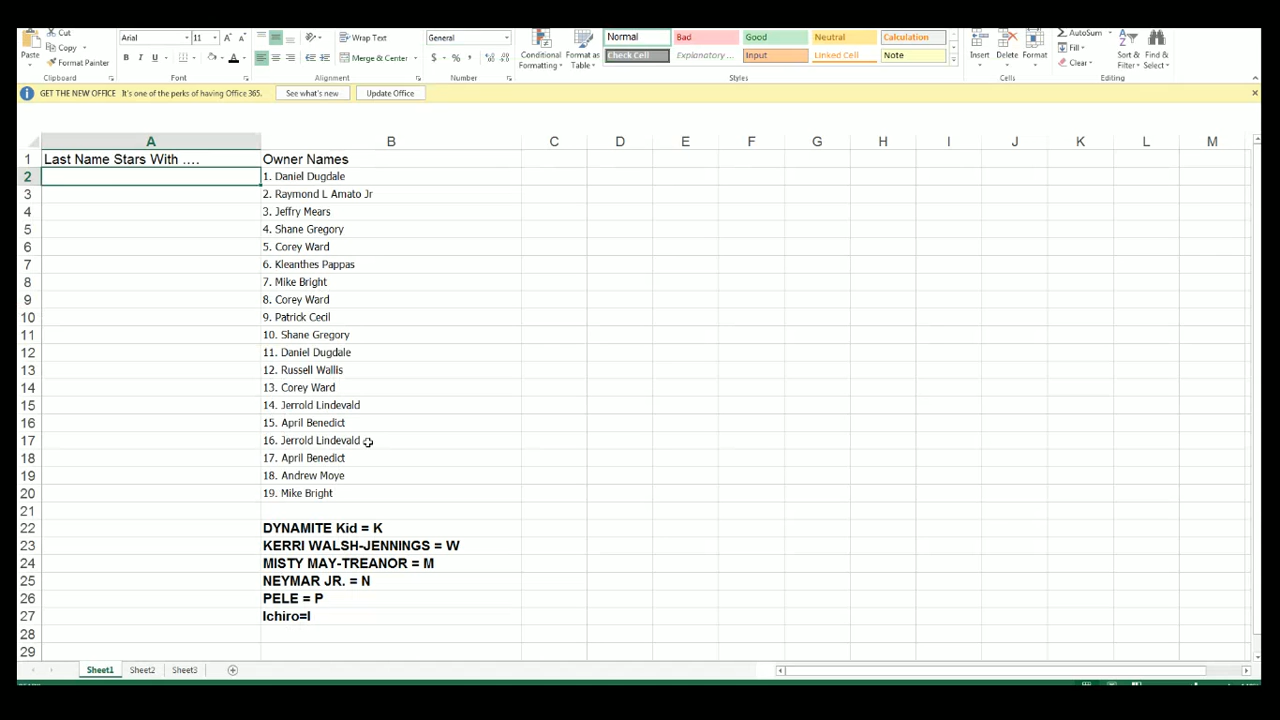 Cut
Copy
Paste
Format Painter
Clipboard
Arial 11 A A
B I U A
Font
Wrap Text
Merge & Center
Alignment
General
$ % ,
Number
Conditional Formatting
Format as Table
Normal Bad Good Neutral Calculation
Check Cell Explanatory ... Input Linked Cell Note
Styles
Insert Delete Format
Cells
AutoSum
Fill
Clear
Sort & Filter
Find & Select
Editing
GET THE NEW OFFICE It's one of the perks of having Office 365. See what's new Update Office
A B C D E F G H I J K L M
1 Last Name Stars With .... Owner Names
2 1. Daniel Dugdale
3 2. Raymond L Amato Jr
4 3. Jeffry Mears
5 4. Shane Gregory
6 5. Corey Ward
7 6. Kleanthes Pappas
8 7. Mike Bright
9 8. Corey Ward
10 9. Patrick Cecil
11 10. Shane Gregory
12 11. Daniel Dugdale
13 12. Russell Wallis
14 13. Corey Ward
15 14. Jerrold Lindevald
16 15. April Benedict
17 16. Jerrold Lindevald
18 17. April Benedict
19 18. Andrew Moye
20 19. Mike Bright
21
22 DYNAMITE Kid = K
23 KERRI WALSH-JENNINGS = W
24 MISTY MAY-TREANOR = M
25 NEYMAR JR. = N
26 PELE = P
27 Ichiro=I
28
29
Sheet1 Sheet2 Sheet3